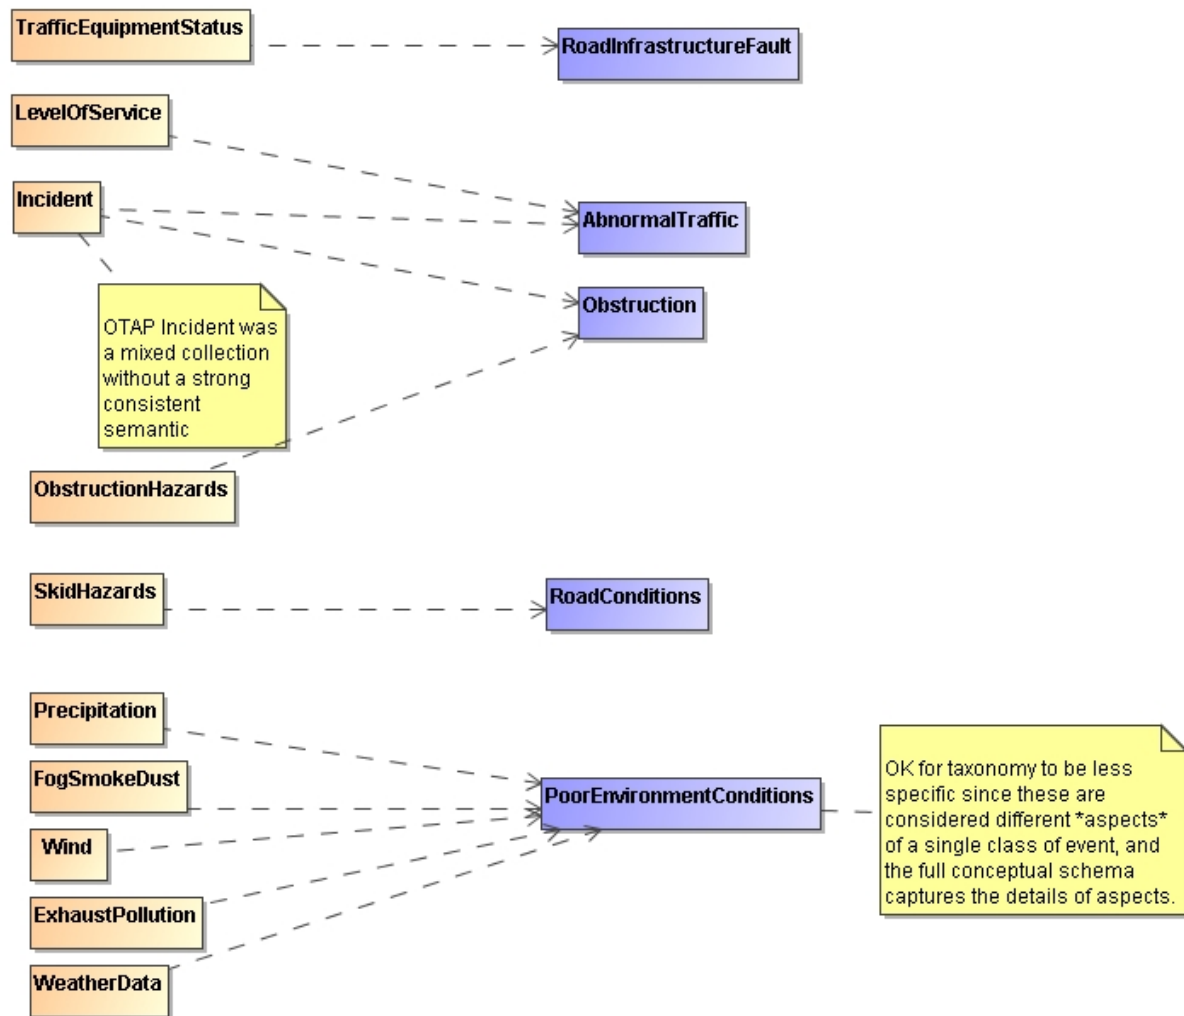 TrafficEquipmentStatus
RoadInfrastructureFault
LevelOfService
Incident
AbnormalTraffic
Obstruction
OTAP Incident was
a mixed collection
without a strong
consistent
semantic
ObstructionHazards
SkidHazards
RoadConditions
Precipitation
FogSmokeDust
Wind
ExhaustPollution
WeatherData
PoorEnvironmentConditions
OK for taxonomy to be less
specific since these are
considered different *aspects*
of a single class of event, and
the full conceptual schema
captures the details of aspects.